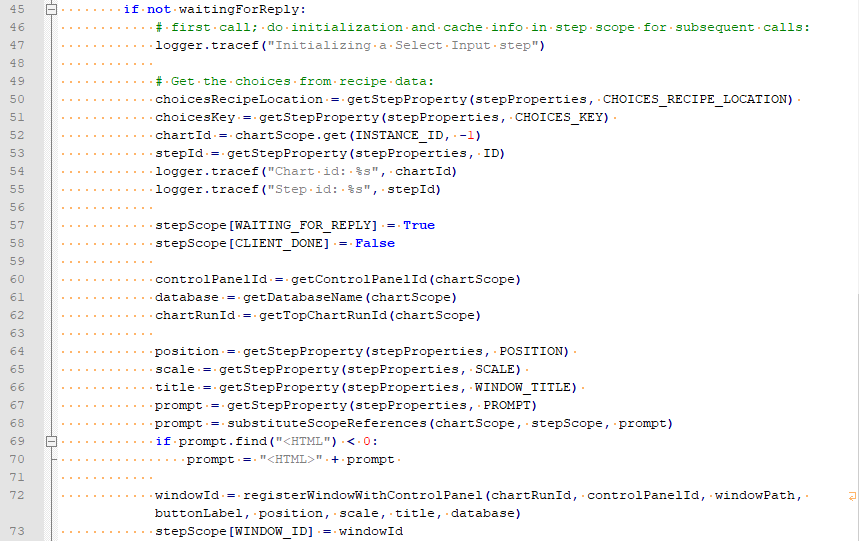 45 if not waitingForReply:
46 # first call; do initialization and cache info in step scope for subsequent calls:
47 logger.tracef("Initializing a Select Input step")
48
49 # Get the choices from recipe data:
50 choicesRecipeLocation = getStepProperty(stepProperties, CHOICES_RECIPE_LOCATION)
51 choicesKey = getStepProperty(stepProperties, CHOICES_KEY)
52 chartId = chartScope.get(INSTANCE_ID, -1)
53 stepId = getStepProperty(stepProperties, ID)
54 logger.tracef("Chart id: %s", chartId)
55 logger.tracef("Step id: %s", stepId)
56
57 stepScope[WAITING_FOR_REPLY] = True
58 stepScope[CLIENT_DONE] = False
59
60 controlPanelId = getControlPanelId(chartScope)
61 database = getDatabaseName(chartScope)
62 chartRunId = getTopChartRunId(chartScope)
63
64 position = getStepProperty(stepProperties, POSITION)
65 scale = getStepProperty(stepProperties, SCALE)
66 title = getStepProperty(stepProperties, WINDOW_TITLE)
67 prompt = getStepProperty(stepProperties, PROMPT)
68 prompt = substituteScopeReferences(chartScope, stepScope, prompt)
69 if prompt.find("<HTML") < 0:
70 prompt = "<HTML>" + prompt
71
72 windowId = registerWindowWithControlPanel(chartRunId, controlPanelId, windowPath,
buttonLabel, position, scale, title, database)
73 stepScope[WINDOW_ID] = windowId